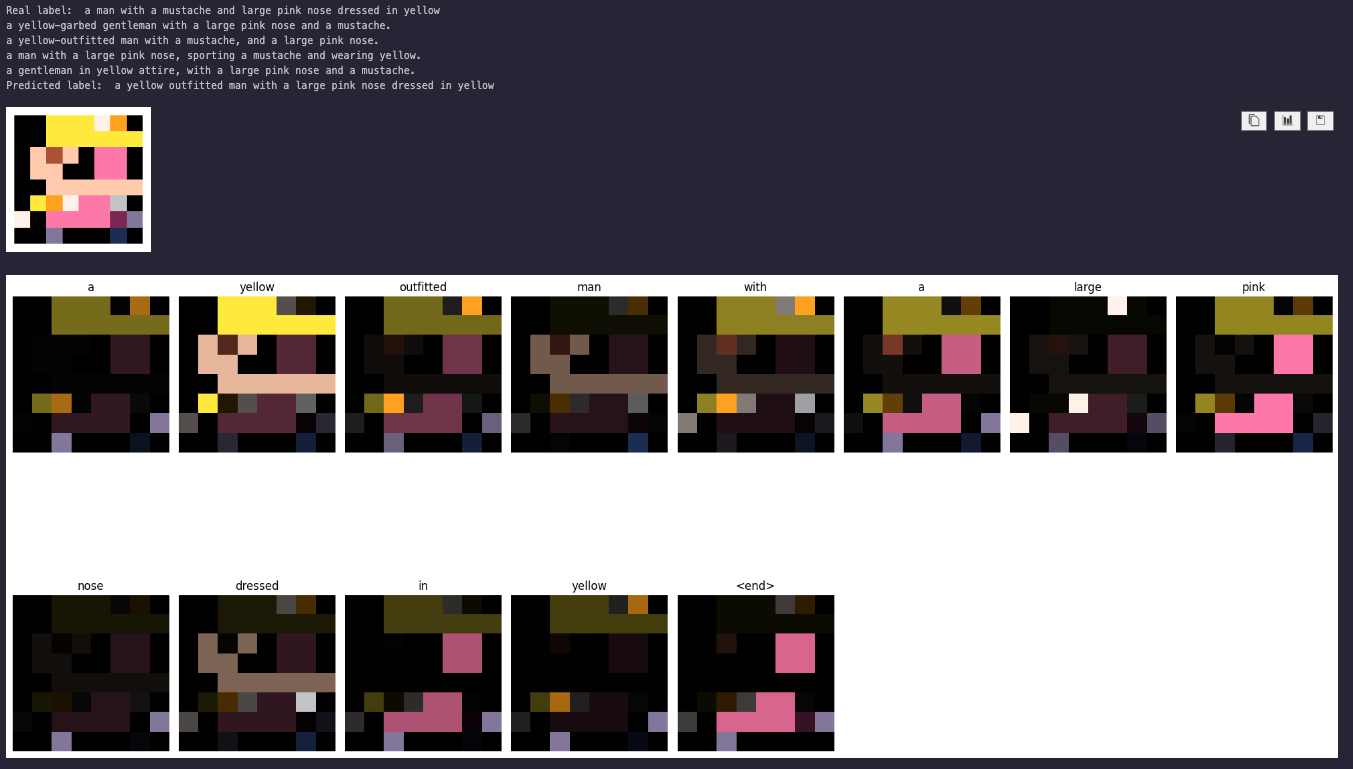 Real label:  a man with a mustache and large pink nose dressed in yellow
a yellow-garbed gentleman with a large pink nose and a mustache.
a yellow-outfitted man with a mustache, and a large pink nose.
a man with a large pink nose, sporting a mustache and wearing yellow.
a gentleman in yellow attire, with a large pink nose and a mustache.
Predicted label:  a yellow outfitted man with a large pink nose dressed in yellow
a yellow outfitted man with a large pink
nose dressed in yellow <end>